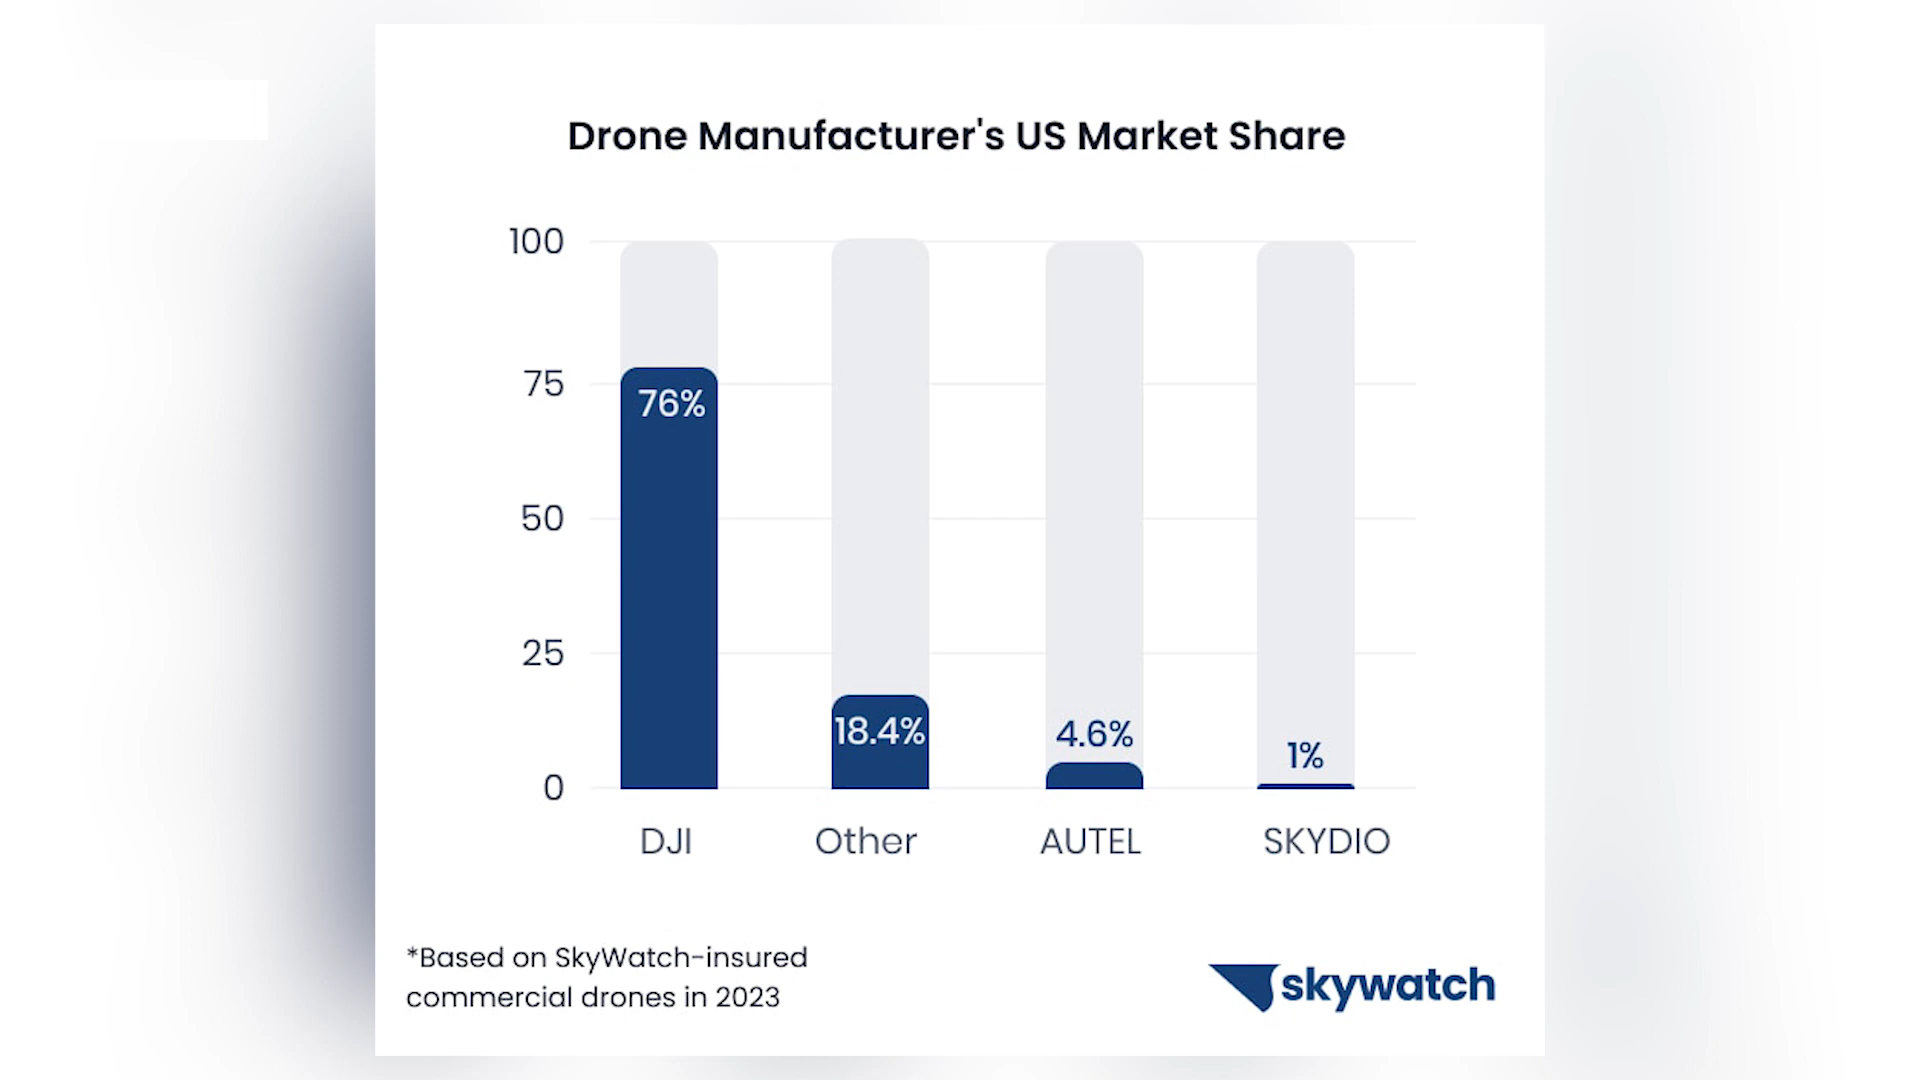 Drone Manufacturer's US Market Share
100
75
50
25
0
76%
18.4%
4.6%
1%
DJI Other AUTEL SKYDIO
*Based on SkyWatch-insured
commercial drones in 2023
skywatch